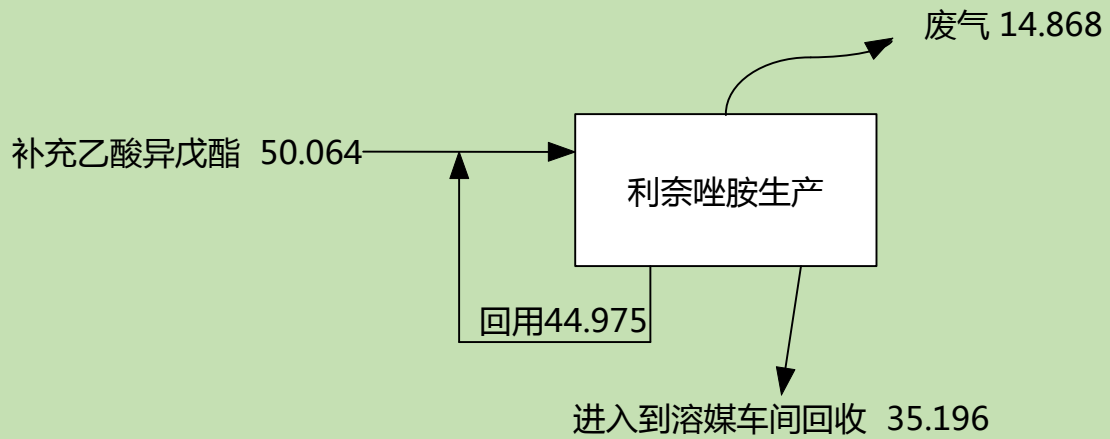 废气 14.868
补充乙酸异戊酯 50.064
利奈唑胺生产
回用44.975
进入到溶媒车间回收 35.196